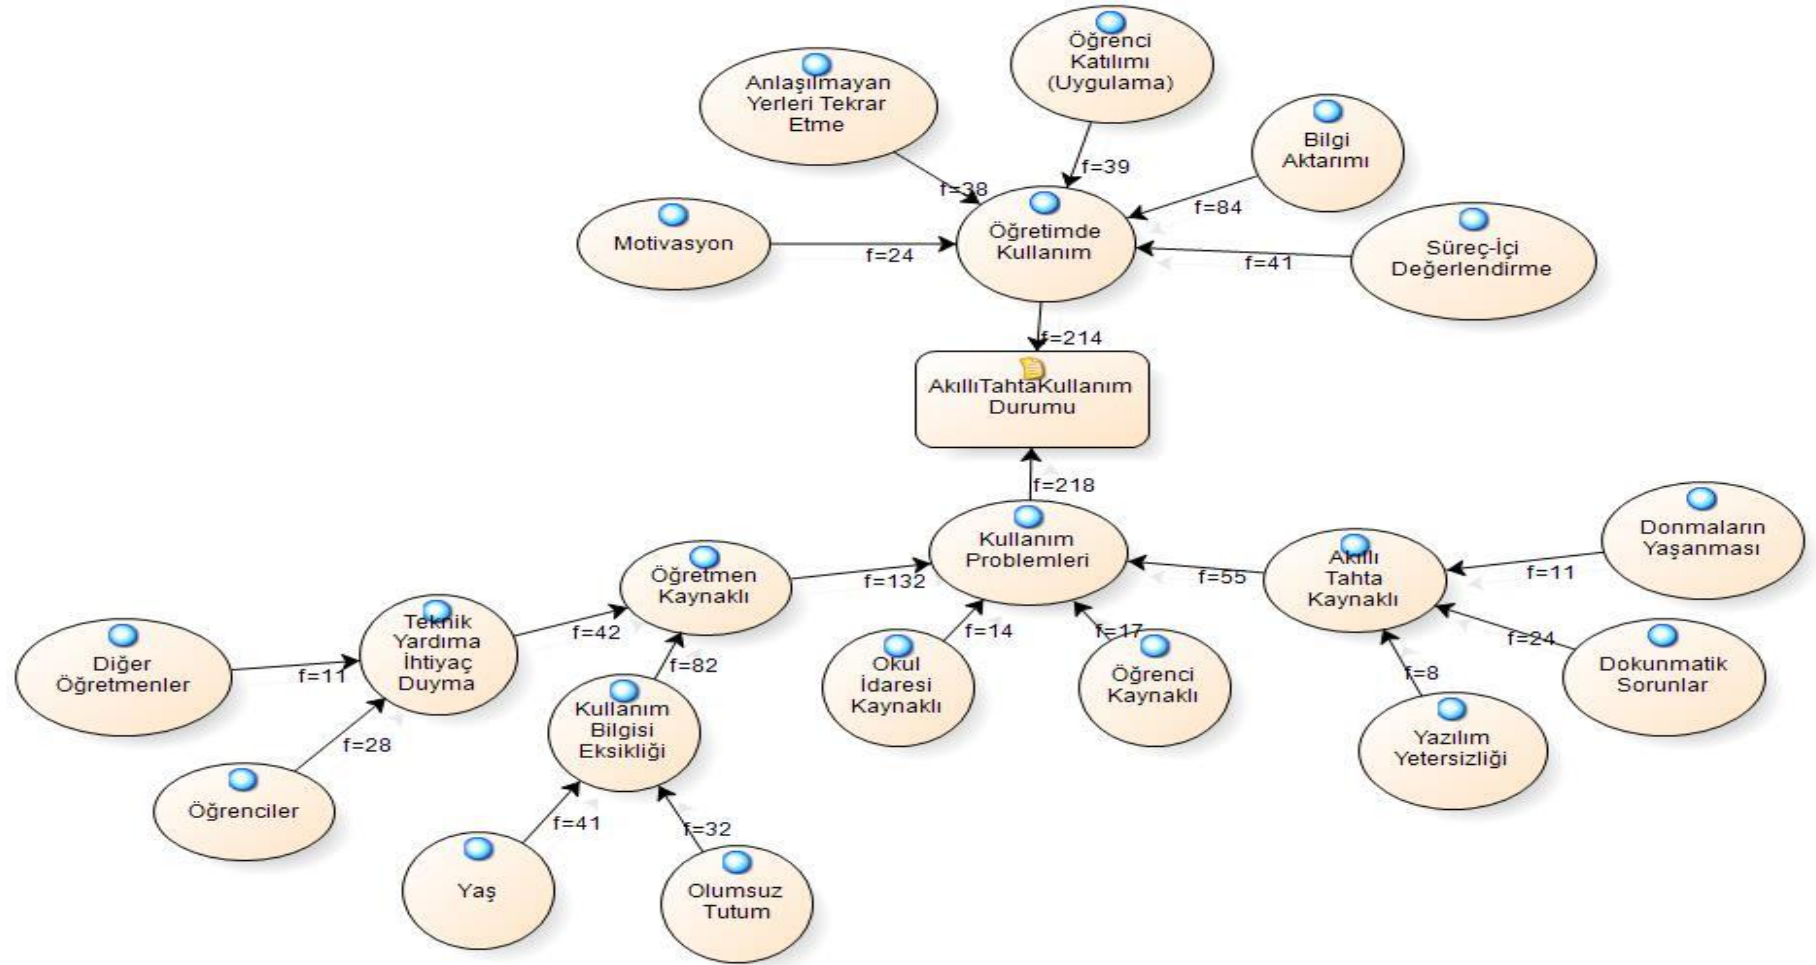 Öğrenci
Katılımı
(Uygulama)
Anlaşılmayan
Yerleri Tekrar
Etme
Bilgi
Aktarımı
f=39
f=38
f=84
Motivasyon
f=24
Öğretimde
Kullanım
f=41
Süreç-İçi
Değerlendirme
f=214
AkıllıTahtaKullanım
Durumu
f=218
Kullanım
Problemleri
Donmaların
Yaşanması
f=11
Akıllı
Tahta
Kaynaklı
f=55
Öğretmen
Kaynaklı
f=132
f=42
Teknik
Yardıma
İhtiyaç
Duyma
f=14
f=17
f=24
Dokunmatik
Sorunlar
Diğer
Öğretmenler
f=11
f=82
Okul
İdaresi
Kaynaklı
Öğrenci
Kaynaklı
f=8
Kullanım
Bilgisi
Eksikliği
f=28
Yazılım
Yetersizliği
Öğrenciler
f=41
f=32
Yaş
Olumsuz
Tutum